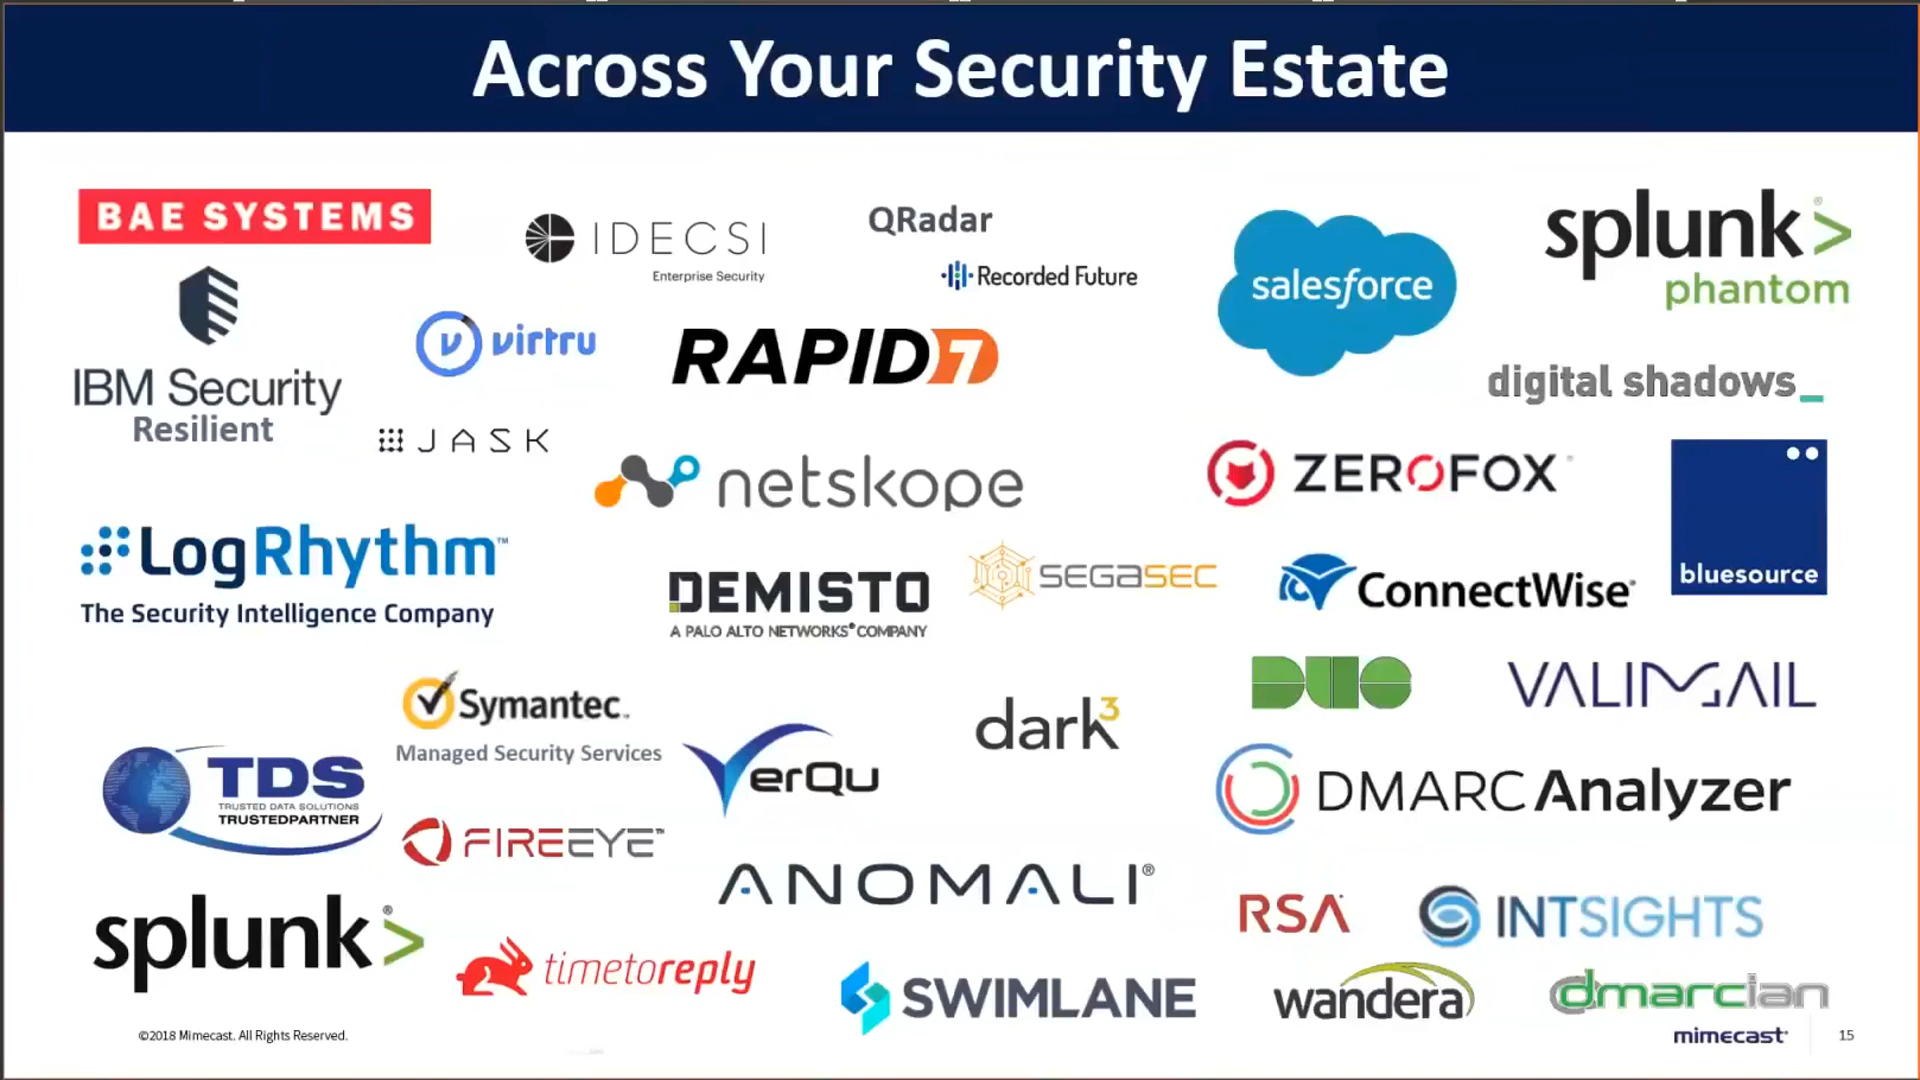 Across Your Security Estate
BAE SYSTEMS
IDECSI
Enterprise Security
QRadar
Recorded Future
salesforce
splunk>®
phantom
IBM Security
Resilient
virtru
RAPID7
digital shadows_
JASK
netskope
ZEROFOX
bluesource
LogRhythm™
The Security Intelligence Company
DEMISTO
A PALO ALTO NETWORKS® COMPANY
SEGASEC
ConnectWise®
Symantec™
Managed Security Services
dark3
DUO
VALIMAIL
TDS
TRUSTED DATA SOLUTIONS
TRUSTEDPARTNER
VerQu
DMARC Analyzer
FIREEYE™
ANOMALI®
RSA
INTSIGHTS
splunk>®
timetoreply
SWIMLANE
wandera
dmarcian
©2018 Mimecast. All Rights Reserved.
mimecast®
15